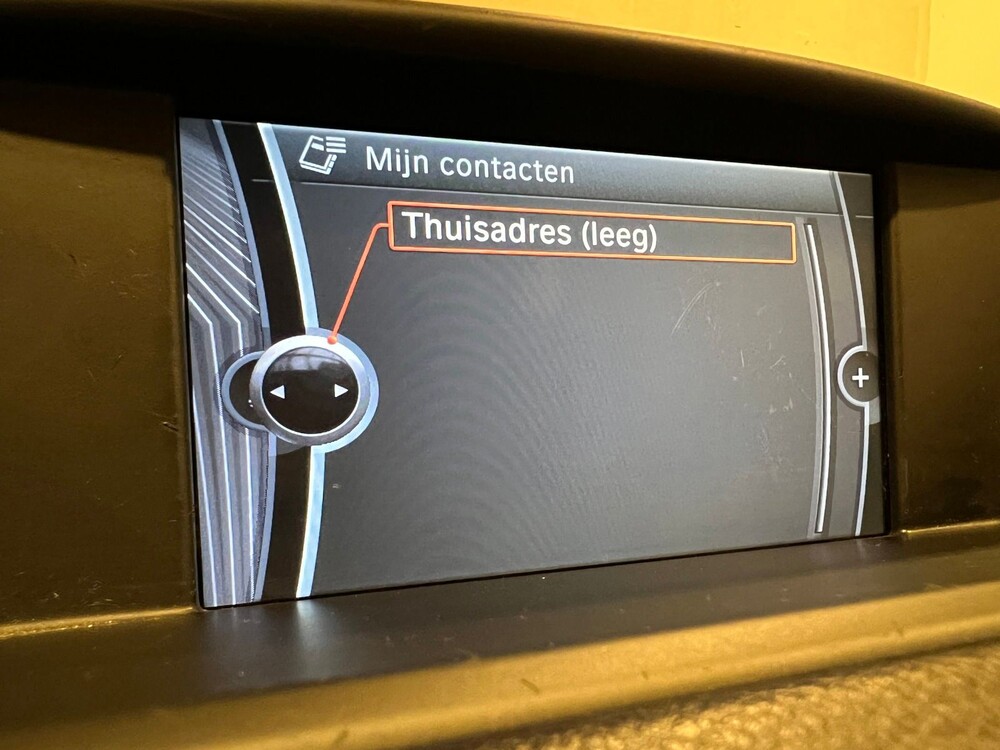 Mijn contacten
Thuisadres (leeg)
+